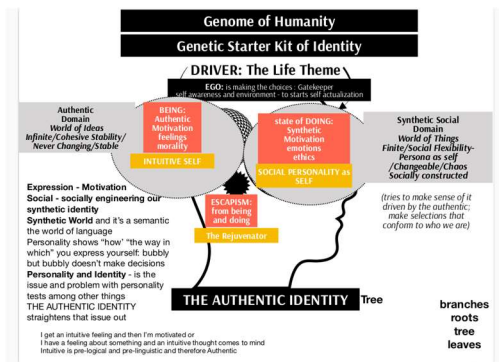 Genome of Humanity
Genetic Starter Kit of Identity
DRIVER: The Life Theme
EGO: is making the choices : Gatekeeper
self awareness and environment - to starts self actualization
Authentic
Domain
World of Ideas
Infinite/Cohesive Stability/
Never Changing/Stable
BEING:
Authentic
Motivation
feelings
morality
INTUITIVE SELF
state of DOING:
Synthetic
Motivation
emotions
ethics
SOCIAL PERSONALITY as
SELF
Synthetic Social
Domain
World of Things
Finite/Social Flexibility-
Persona as self
/Changeable/Chaos
Socially constructed
(tries to make sense of it
driven by the authentic;
make selections that
conform to who we are)
ESCAPISM:
from being
and doing
The Rejuvenator
Expression - Motivation
Social - socially engineering our
synthetic identity
Synthetic World and it's a semantic
the world of language
Personality shows "how' "the way in
which" you express yourself: bubbly
but bubbly doesn't make decisions
Personality and Identity - is the
issue and problem with personality
tests among other things
THE AUTHENTIC IDENTITY
straightens that issue out
THE AUTHENTIC IDENTITY
Tree
branches
roots
tree
leaves
I get an intuitive feeling and then I'm motivated or
I have a feeling about something and an intuitive thought comes to mind
Intuitive is pre-logical and pre-linguistic and therefore Authentic